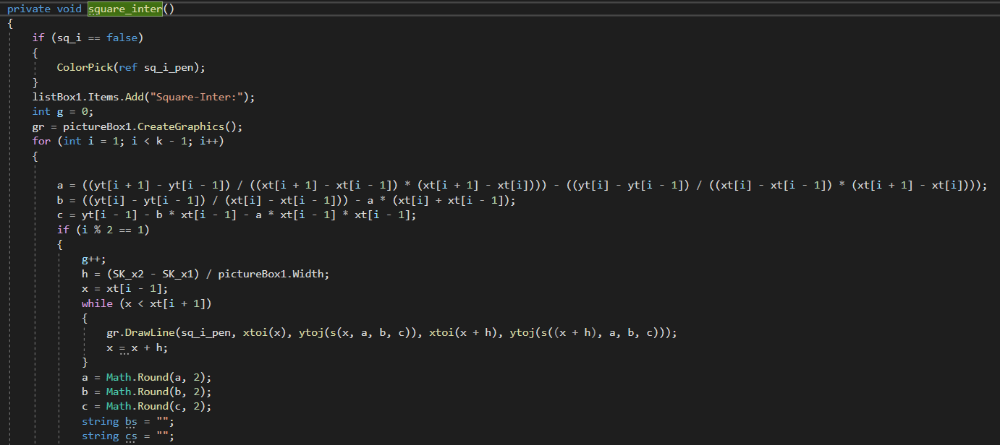 private void square_inter()
{
    if (sq_i == false)
    {
        ColorPick(ref sq_i_pen);
    }
    listBox1.Items.Add("Square-Inter:");
    int g = 0;
    gr = pictureBox1.CreateGraphics();
    for (int i = 1; i < k - 1; i++)
    {
        a = ((yt[i + 1] - yt[i - 1]) / ((xt[i + 1] - xt[i - 1]) * (xt[i + 1] - xt[i]))) - ((yt[i] - yt[i - 1]) / ((xt[i] - xt[i - 1]) * (xt[i + 1] - xt[i])));
        b = ((yt[i] - yt[i - 1]) / (xt[i] - xt[i - 1])) - a * (xt[i] + xt[i - 1]);
        c = yt[i - 1] - b * xt[i - 1] - a * xt[i - 1] * xt[i - 1];
        if (i % 2 == 1)
        {
            g++;
            h = (SK_x2 - SK_x1) / pictureBox1.Width;
            x = xt[i - 1];
            while (x < xt[i + 1])
            {
                gr.DrawLine(sq_i_pen, xtoi(x), ytoj(s(x, a, b, c)), xtoi(x + h), ytoj(s((x + h), a, b, c)));
                x = x + h;
            }
            a = Math.Round(a, 2);
            b = Math.Round(b, 2);
            c = Math.Round(c, 2);
            string bs = "";
            string cs = "";